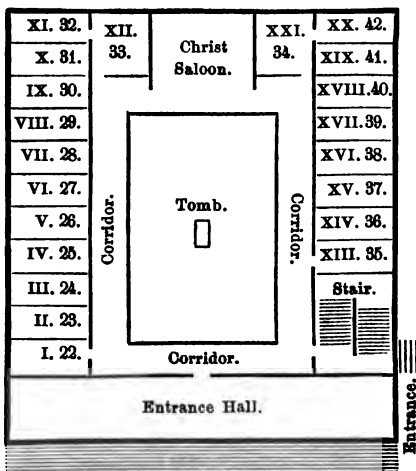 XI. 32.
X. 31.
IX. 30.
VIII. 29.
VII. 28.
VI. 27.
V. 26.
IV. 25.
III. 24.
II. 23.
I. 22.
XII.
33.
Christ
Saloon.
XXI.
34.
XX. 42.
XIX. 41.
XVIII. 40.
XVII. 39.
XVI. 38.
XV. 37.
XIV. 36.
XIII. 35.
Stair.
Corridor.
Tomb.
Corridor.
Corridor.
Entrance Hall.
Entrance.